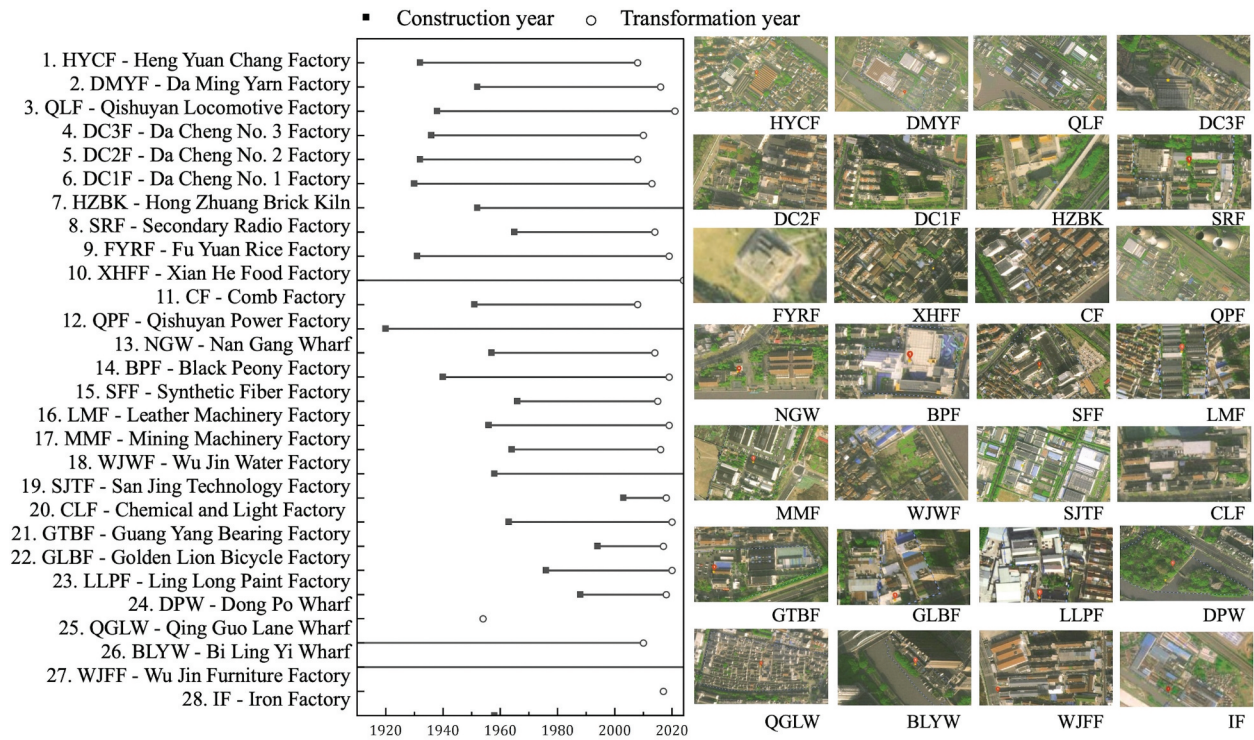 Construction year Transformation year
1. HYCF - Heng Yuan Chang Factory
2. DMYF - Da Ming Yarn Factory
3. QLF - Qishuyan Locomotive Factory
4. DC3F - Da Cheng No. 3 Factory
5. DC2F - Da Cheng No. 2 Factory
6. DC1F - Da Cheng No. 1 Factory
7. HZBK - Hong Zhuang Brick Kiln
8. SRF - Secondary Radio Factory
9. FYRF - Fu Yuan Rice Factory
10. XHFF - Xian He Food Factory
11. CF - Comb Factory
12. QPF - Qishuyan Power Factory
13. NGW - Nan Gang Wharf
14. BPF - Black Peony Factory
15. SFF - Synthetic Fiber Factory
16. LMF - Leather Machinery Factory
17. MMF - Mining Machinery Factory
18. WJWF - Wu Jin Water Factory
19. SJTF - San Jing Technology Factory
20. CLF - Chemical and Light Factory
21. GTBF - Guang Yang Bearing Factory
22. GLBF - Golden Lion Bicycle Factory
23. LLPF - Ling Long Paint Factory
24. DPW - Dong Po Wharf
25. QGLW - Qing Guo Lane Wharf
26. BLYW - Bi Ling Yi Wharf
27. WJFF - Wu Jin Furniture Factory
28. IF - Iron Factory
1920 1940 1960 1980 2000 2020
HYCF DMYF QLF DC3F
DC2F DC1F HZBK SRF
FYRF XHFF CF QPF
NGW BPF SFF LMF
MMF WJWF SJTF CLF
GTBF GLBF LLPF DPW
QGLW BLYW WJFF IF